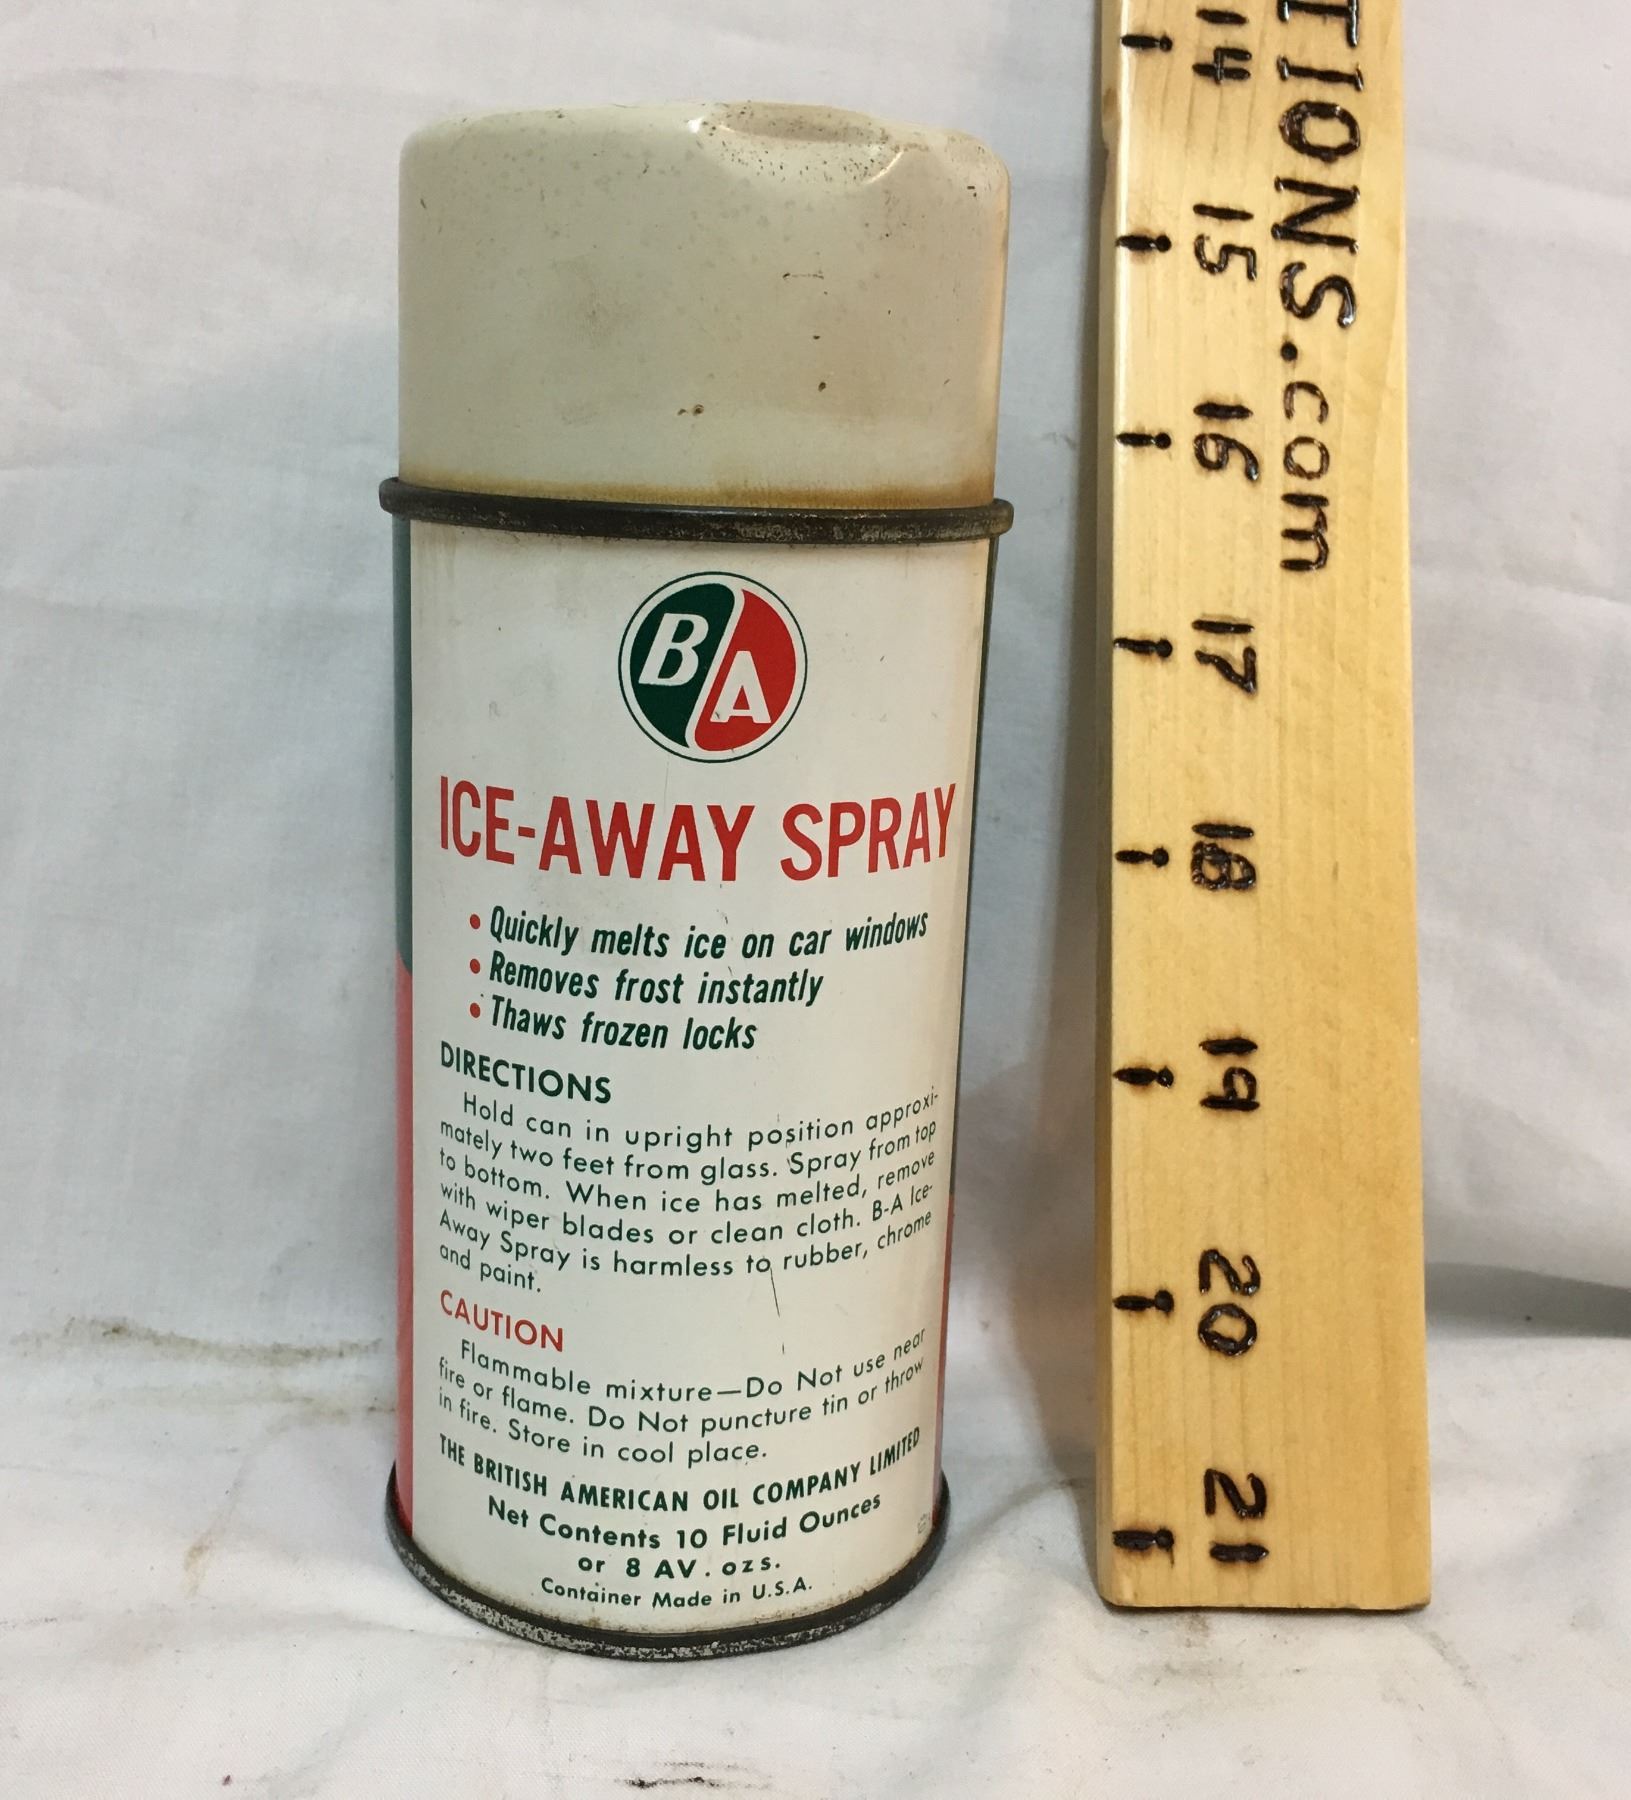 B A
ICE-AWAY SPRAY
• Quickly melts ice on car windows
• Removes frost instantly
• Thaws frozen locks
DIRECTIONS
Hold can in upright position approxi-
mately two feet from glass. Spray from top
to bottom. When ice has melted, remove
with wiper blades or clean cloth. B-A Ice-
Away Spray is harmless to rubber, chrome
and paint.
CAUTION
Flammable mixture—Do Not use near
fire or flame. Do Not puncture tin or throw
in fire. Store in cool place.
THE BRITISH AMERICAN OIL COMPANY LIMITED
Net Contents 10 Fluid Ounces
or 8 AV. ozs.
Container Made in U.S.A.
TIONS.com
14
15
16
17
18
19
20
21